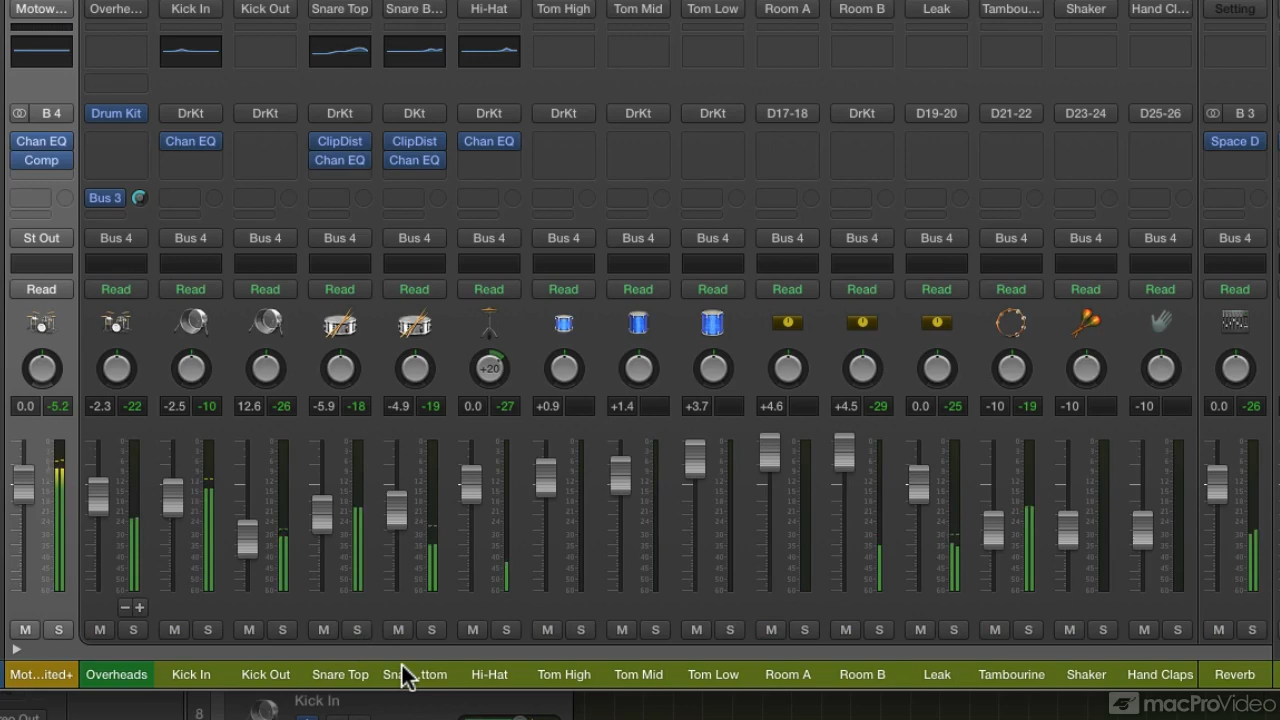 Motow... Overhe... Kick In Kick Out Snare Top Snare B... Hi-Hat Tom High Tom Mid Tom Low Room A Room B Leak Tambou... Shaker Hand Cl... Setting
B 4 Drum Kit DrKt DrKt DrKt DKt DrKt DrKt DrKt DrKt D17-18 DrKt D19-20 D21-22 D23-24 D25-26 B 3
Chan EQ Chan EQ ClipDist ClipDist Chan EQ Space D
Comp Chan EQ Chan EQ
Bus 3
St Out Bus 4 Bus 4 Bus 4 Bus 4 Bus 4 Bus 4 Bus 4 Bus 4 Bus 4 Bus 4 Bus 4 Bus 4 Bus 4 Bus 4 Bus 4 Bus 4
Read Read Read Read Read Read Read Read Read Read Read Read Read Read Read Read Read
+20
0.0 -5.2 -2.3 -22 -2.5 -10 12.6 -26 -5.9 -18 -4.9 -19 0.0 -27 +0.9 +1.4 +3.7 +4.6 +4.5 -29 0.0 -25 -10 -19 -10 -10 0.0 -26
M S M S M S M S M S M S M S M S M S M S M S M S M S M S M S M S M S
Mot...ited+ Overheads Kick In Kick Out Snare Top Hi-Hat Tom High Tom Mid Tom Low Room A Room B Leak Tambourine Shaker Hand Claps Reverb
8 Kick In
macProVideo